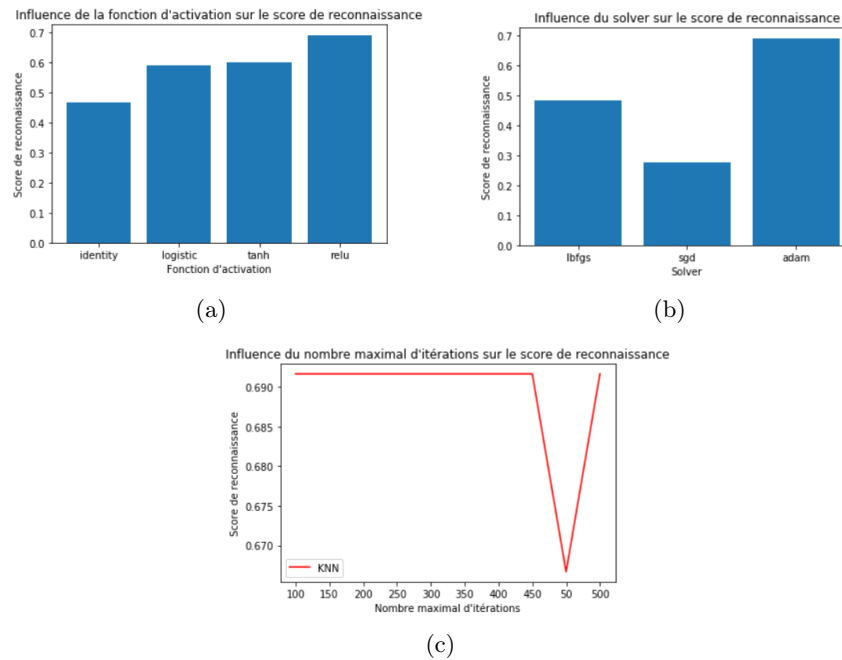 Influence de la fonction d'activation sur le score de reconnaissance
0.7
0.6
0.5
0.4
0.3
0.2
0.1
0.0
Score de reconnaissance
identity logistic tanh relu
Fonction d'activation
(a)
Influence du solver sur le score de reconnaissance
0.7
0.6
0.5
0.4
0.3
0.2
0.1
0.0
Score de reconnaissance
lbfgs sgd adam
Solver
(b)
Influence du nombre maximal d'itérations sur le score de reconnaissance
0.690
0.685
0.680
0.675
0.670
Score de reconnaissance
KNN
100 150 200 250 300 350 400 450 50 500
Nombre maximal d'itérations
(c)